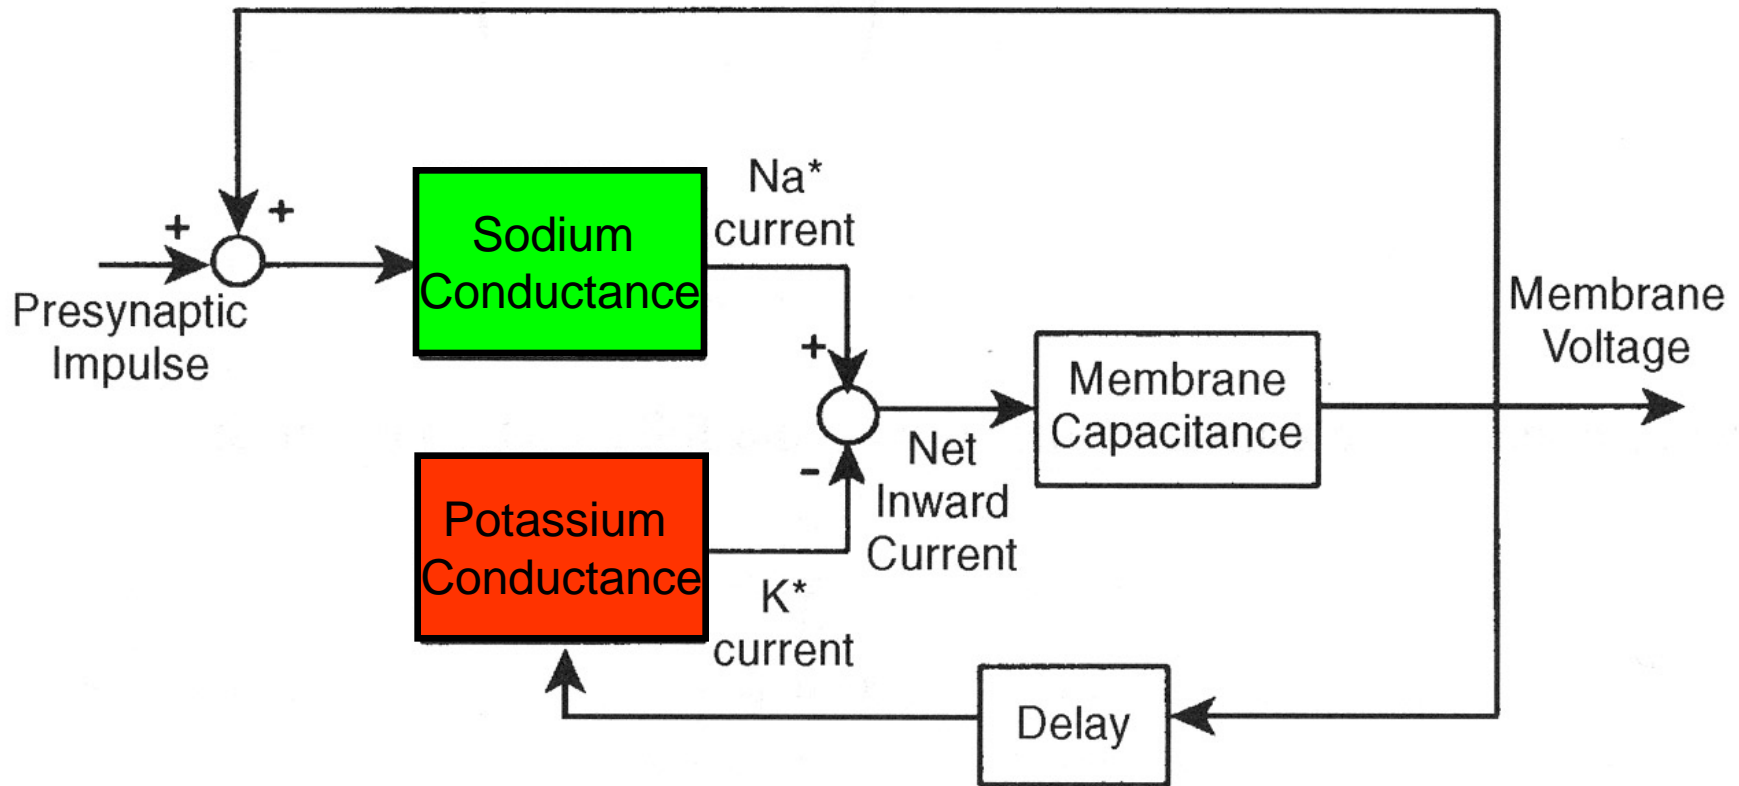 Na*
current
+
+
Sodium
Conductance
Presynaptic
Impulse
+
Membrane
Voltage
Membrane
Capacitance
-
Net
Inward
Current
Potassium
Conductance
K*
current
Delay